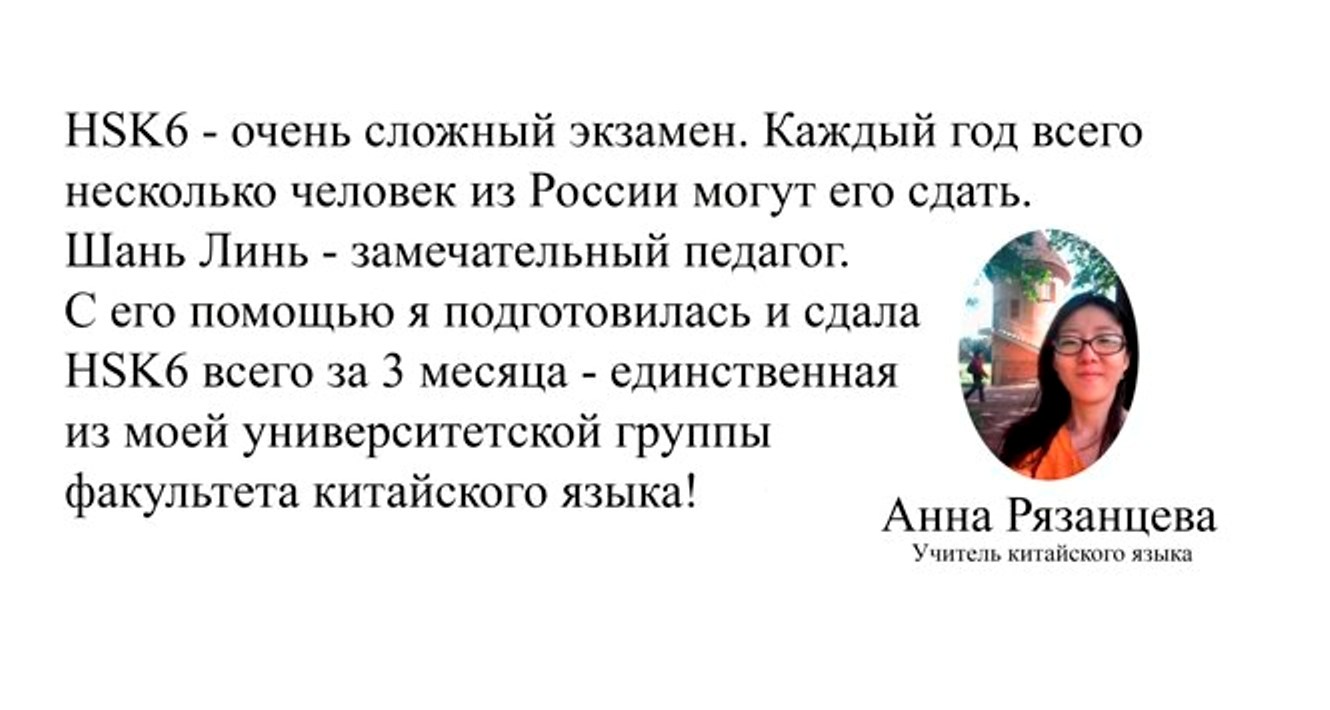 HSK6 - очень сложный экзамен. Каждый год всего
несколько человек из России могут его сдать.
Шань Линь - замечательный педагог.
С его помощью я подготовилась и сдала
HSK6 всего за 3 месяца - единственная
из моей университетской группы
факультета китайского языка!
Анна Рязанцева
Учитель китайского языка